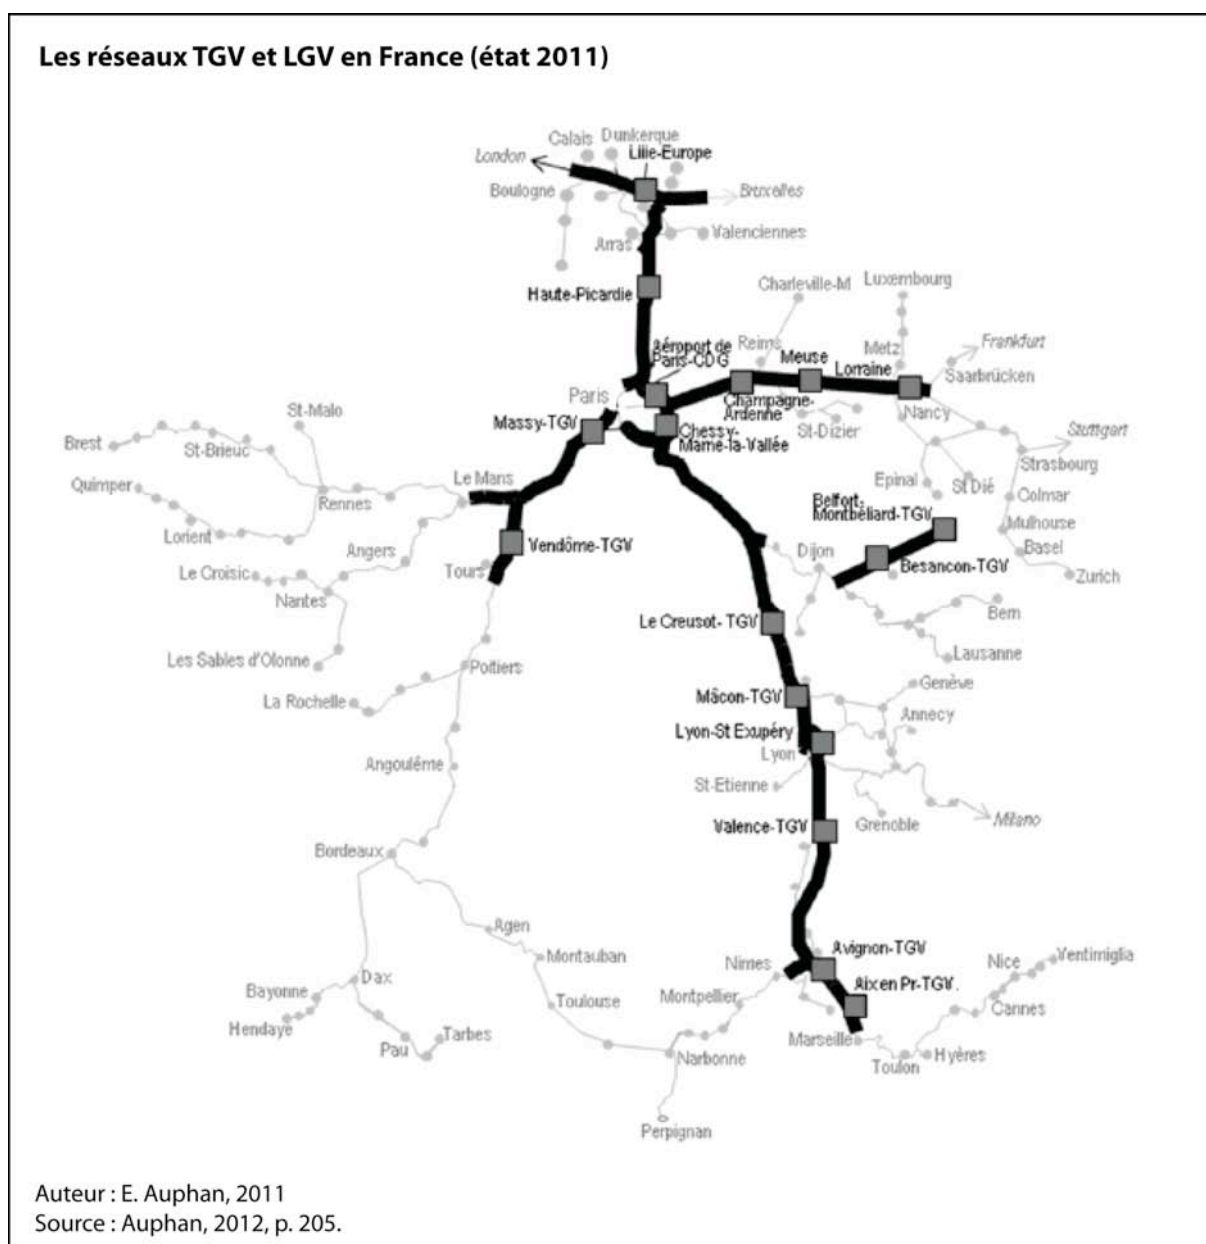 Les réseaux TGV et LGV en France (état 2011)
Calais
Dunkerque
London
Lille-Europe
Boulogne
Bruxelles
Arras
Valenciennes
Haute-Picardie
Charleville-M
Luxembourg
Aéroport de
Paris-CDG
Reims
Meuse
Metz
Frankfurt
Lorraine
Saarbrücken
Paris
Champagne-
Ardenne
Nancy
St-Malo
Massy-TGV
Chessy-
Marne-la-Vallée
St-Dizier
Stuttgart
Brest
St-Brieuc
Strasbourg
Quimper
Le Mans
Rennes
Epinal
St Dié
Colmar
Belfort-
Montbéliard-TGV
Lorient
Angers
Vendôme-TGV
Mulhouse
Dijon
Basel
Le Croisic
Tours
Besancon-TGV
Zurich
Nantes
Bern
Le Creusot- TGV
Les Sables d'Olonne
Poitiers
Lausanne
La Rochelle
Mâcon-TGV
Genève
Lyon-St Exupéry
Annecy
Lyon
Angoulême
St-Etienne
Valence-TGV
Grenoble
Milano
Bordeaux
Agen
Avignon-TGV
Montauban
Nimes
Nice
Ventimiglia
Dax
Aix en Pr-TGV.
Bayonne
Toulouse
Montpellier
Cannes
Hendaye
Tarbes
Marseille
Pau
Narbonne
Toulon
Hyères
Perpignan
Auteur : E. Auphan, 2011
Source : Auphan, 2012, p. 205.